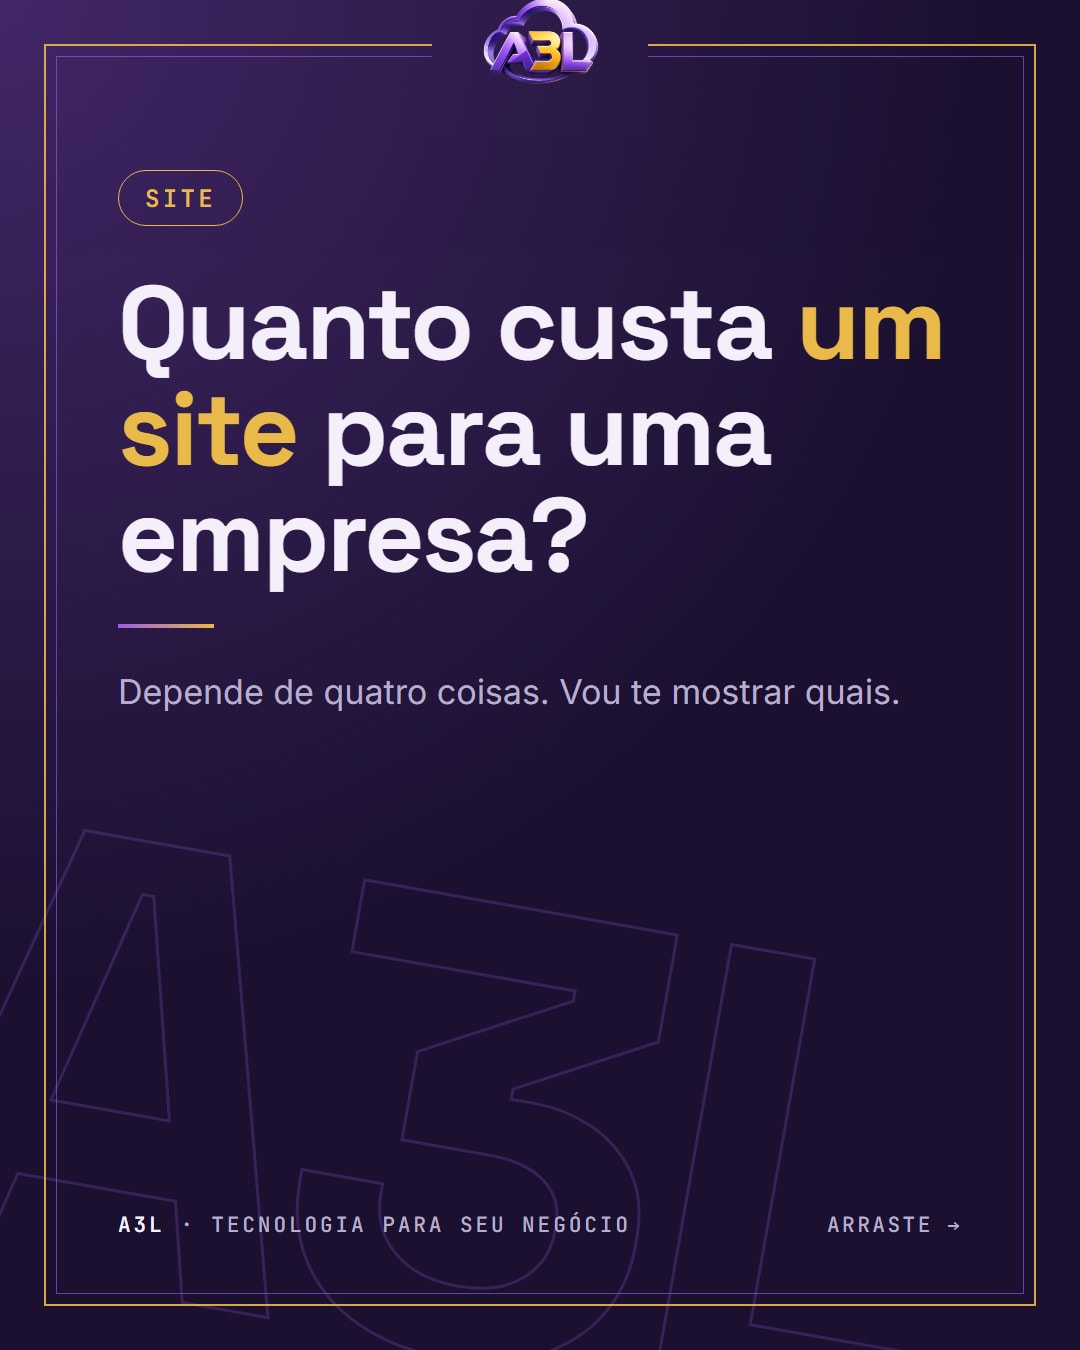 A3L
SITE
Quanto custa um
site para uma
empresa?
Depende de quatro coisas. Vou te mostrar quais.
A3L
A3L · TECNOLOGIA PARA SEU NEGÓCIO
ARRASTE →